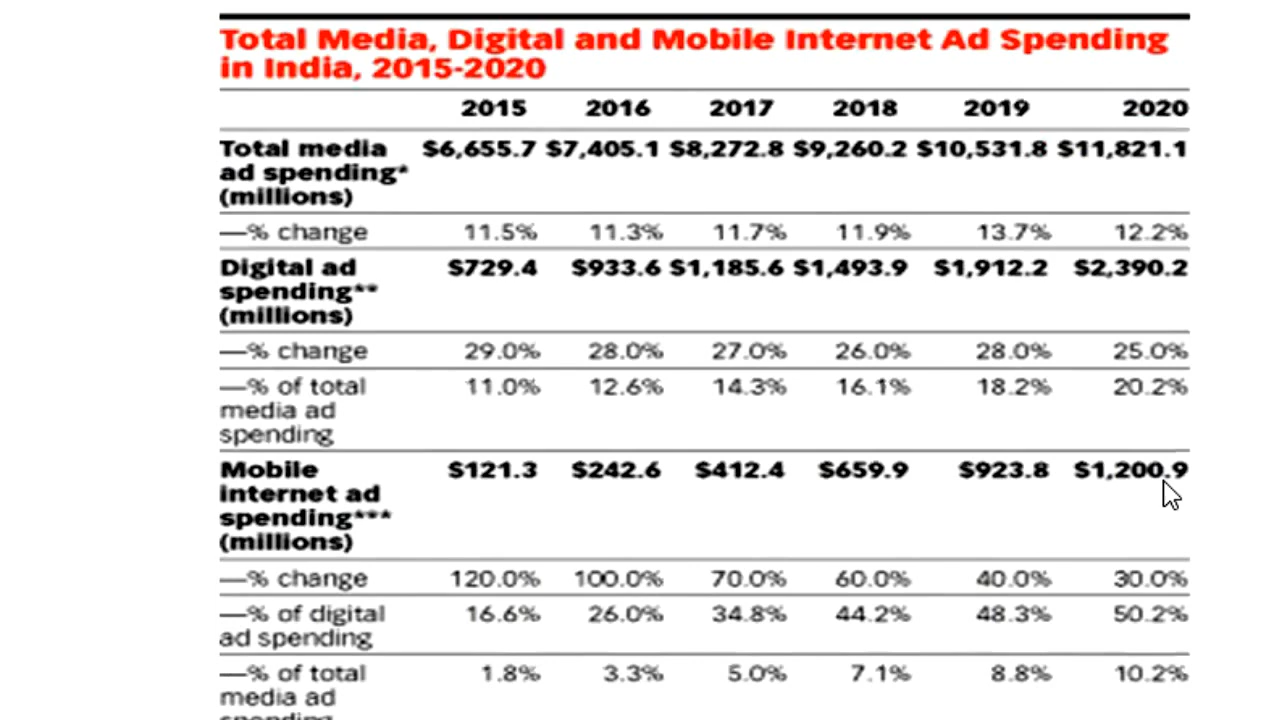 Total Media, Digital and Mobile Internet Ad Spending
in India, 2015-2020
2015 2016 2017 2018 2019 2020
Total media $6,655.7 $7,405.1 $8,272.8 $9,260.2 $10,531.8 $11,821.1
ad spending*
(millions)
—% change 11.5% 11.3% 11.7% 11.9% 13.7% 12.2%
Digital ad $729.4 $933.6 $1,185.6 $1,493.9 $1,912.2 $2,390.2
spending**
(millions)
—% change 29.0% 28.0% 27.0% 26.0% 28.0% 25.0%
—% of total 11.0% 12.6% 14.3% 16.1% 18.2% 20.2%
media ad
spending
Mobile $121.3 $242.6 $412.4 $659.9 $923.8 $1,200.9
internet ad
spending***
(millions)
—% change 120.0% 100.0% 70.0% 60.0% 40.0% 30.0%
—% of digital 16.6% 26.0% 34.8% 44.2% 48.3% 50.2%
ad spending
—% of total 1.8% 3.3% 5.0% 7.1% 8.8% 10.2%
media ad